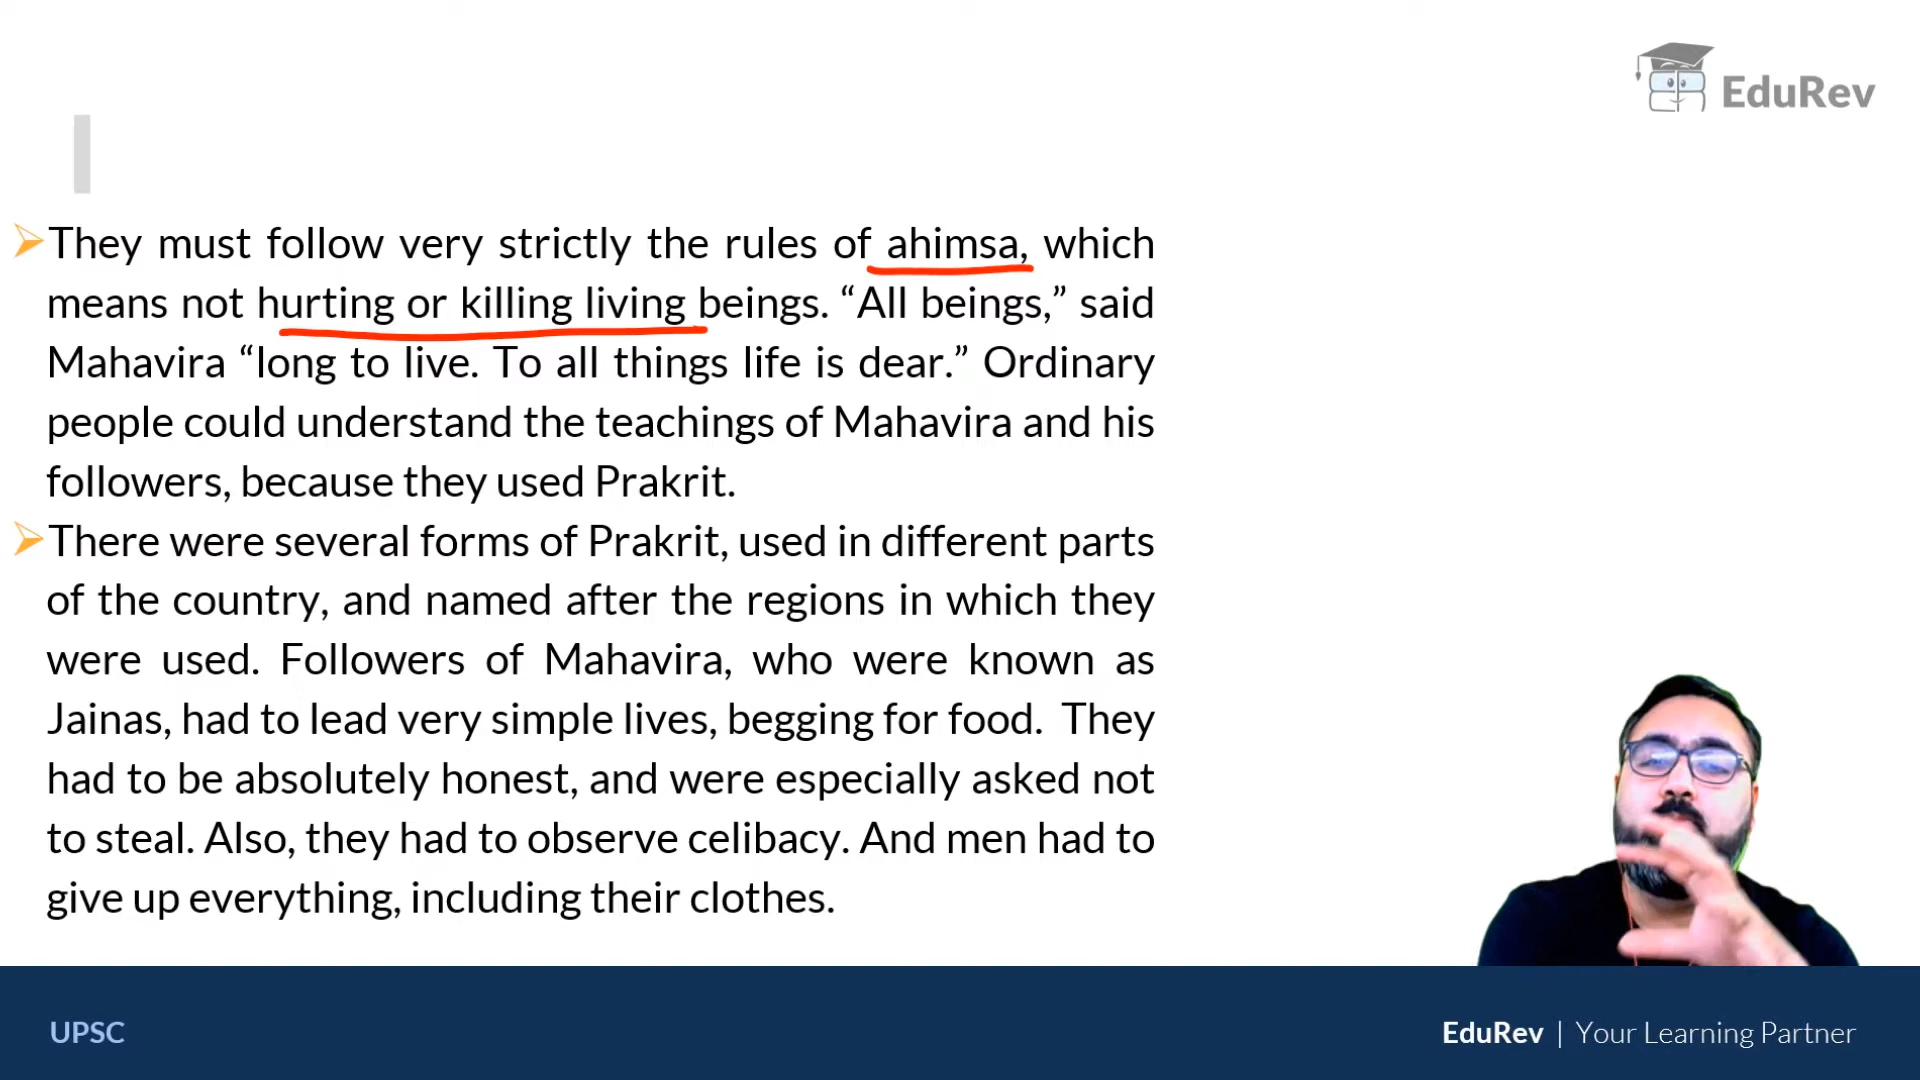 EduRev
They must follow very strictly the rules of ahimsa, which
means not hurting or killing living beings. “All beings,” said
Mahavira “long to live. To all things life is dear.” Ordinary
people could understand the teachings of Mahavira and his
followers, because they used Prakrit.
There were several forms of Prakrit, used in different parts
of the country, and named after the regions in which they
were used. Followers of Mahavira, who were known as
Jainas, had to lead very simple lives, begging for food. They
had to be absolutely honest, and were especially asked not
to steal. Also, they had to observe celibacy. And men had to
give up everything, including their clothes.
UPSC
EduRev | Your Learning Partner